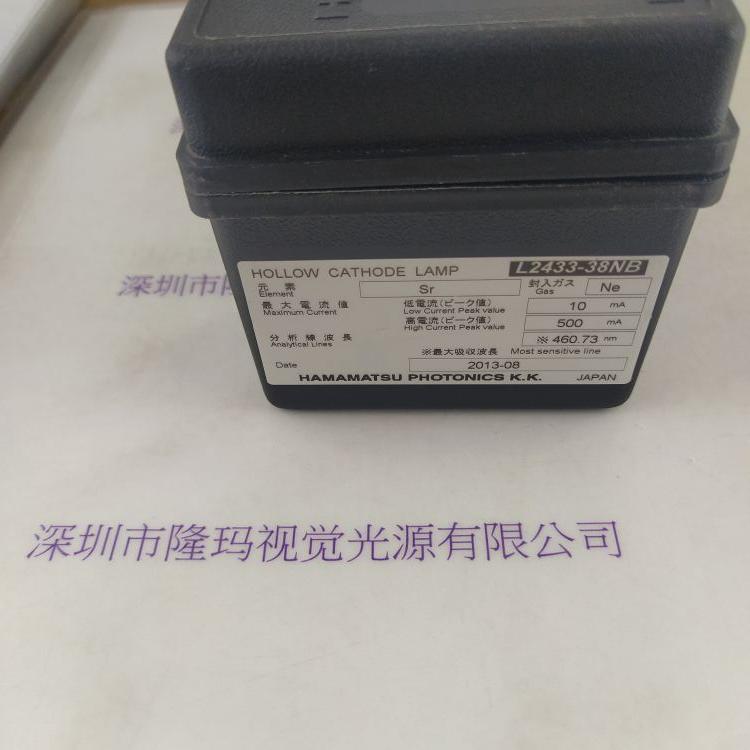 HOLLOW CATHODE LAMP L2433-38NB
元素 Element Sr 封入ガス Gas Ne
最大電流値 Maximum Current 低電流(ピーク値) Low Current Peak value 10 mA
高電流(ピーク値) High Current Peak value 500 mA
分析線波長 Analytical Lines ※460.73 nm
※最大吸収波長 Most sensitive line
Date 2013-08
HAMAMATSU PHOTONICS K.K. JAPAN
深圳市隆
深圳市隆玛视觉光源有限公司